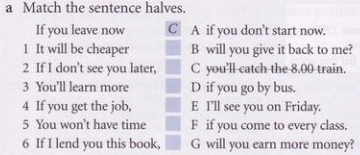 a Match the sentence halves.
If you leave now C A if you don't start now.
1 It will be cheaper B will you give it back to me?
2 If I don't see you later, C you'll catch the 8.00 train.
3 You'll learn more D if you go by bus.
4 If you get the job, E I'll see you on Friday.
5 You won't have time F if you come to every class.
6 If I lend you this book, G will you earn more money?